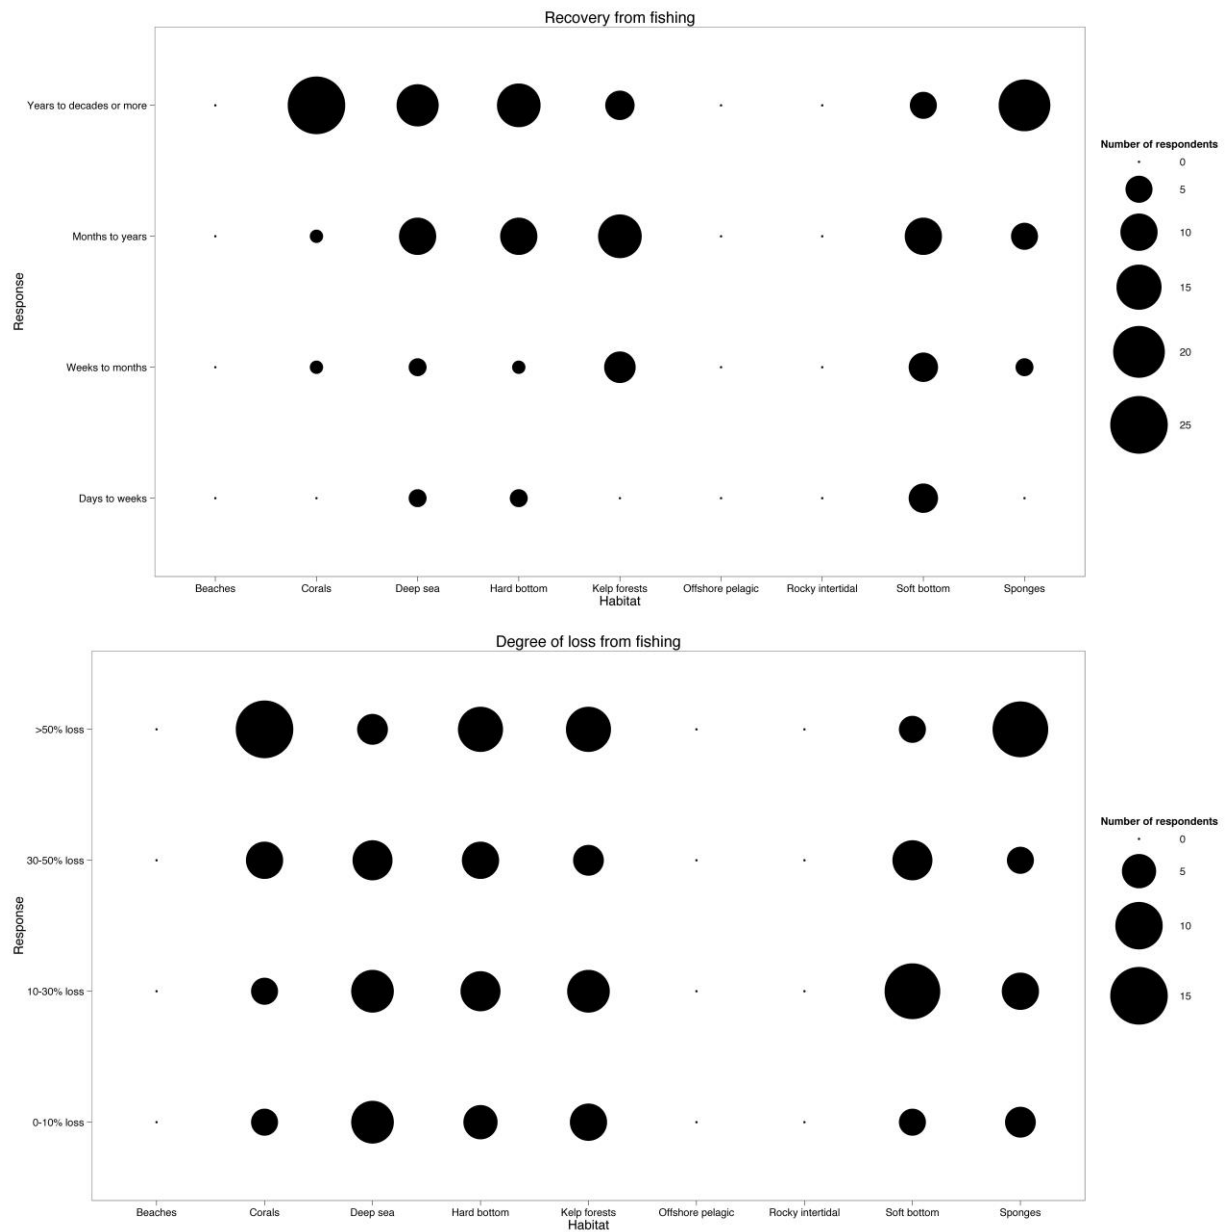 Recovery from fishing
Years to decades or more
Months to years
Weeks to months
Days to weeks
Response
Beaches Corals Deep sea Hard bottom Kelp forests Offshore pelagic Rocky intertidal Soft bottom Sponges
Habitat
Number of respondents
0
5
10
15
20
25
Degree of loss from fishing
>50% loss
30-50% loss
10-30% loss
0-10% loss
Response
Beaches Corals Deep sea Hard bottom Kelp forests Offshore pelagic Rocky intertidal Soft bottom Sponges
Habitat
Number of respondents
0
5
10
15